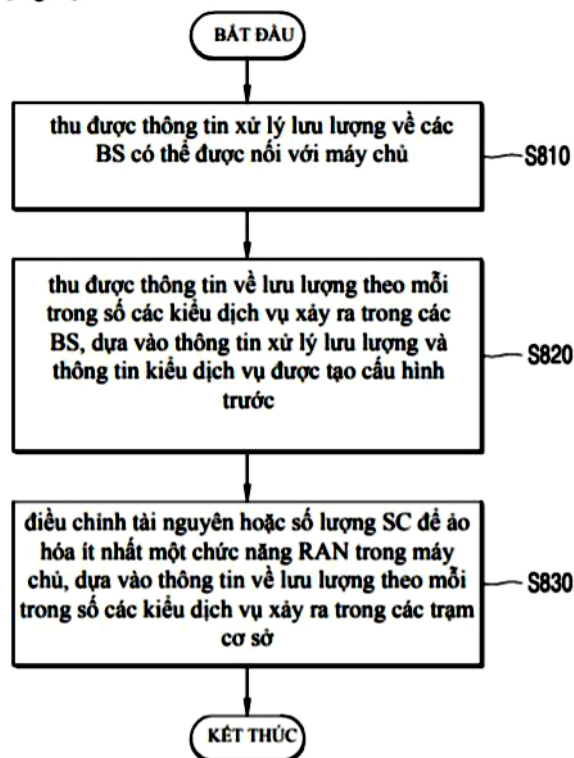 BẮT ĐẦU
thu được thông tin xử lý lưu lượng về các
BS có thể được nối với máy chủ
S810
thu được thông tin về lưu lượng theo mỗi
trong số các kiểu dịch vụ xảy ra trong các
BS, dựa vào thông tin xử lý lưu lượng và
thông tin kiểu dịch vụ được tạo cấu hình
trước
S820
điều chỉnh tài nguyên hoặc số lượng SC để ảo
hóa ít nhất một chức năng RAN trong máy
chủ, dựa vào thông tin về lưu lượng theo mỗi
trong số các kiểu dịch vụ xảy ra trong các trạm
cơ sở
S830
KẾT THÚC